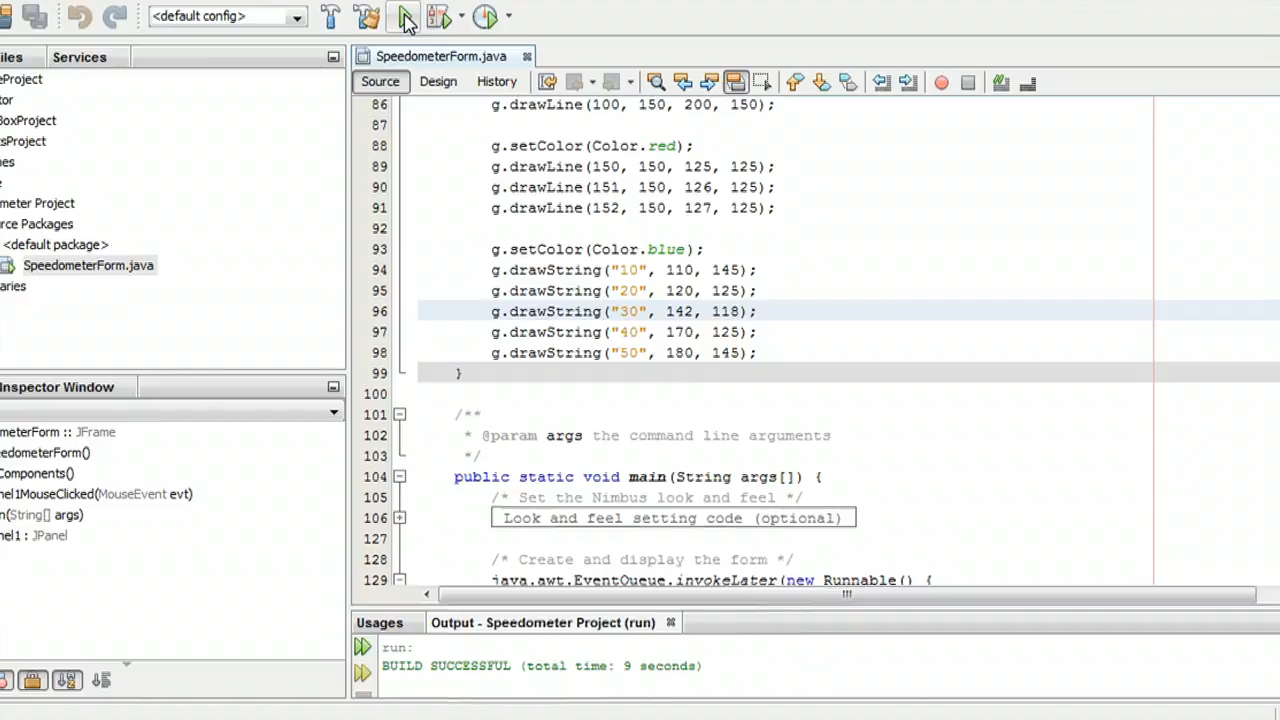 <default config>
iles
Services
SpeedometerForm.java
Source
Design
History
eProject
tor
BoxProject
tsProject
nes
e
meter Project
rce Packages
<default package>
SpeedometerForm.java
aries
86 g.drawLine(100, 150, 200, 150);
87
88 g.setColor(Color.red);
89 g.drawLine(150, 150, 125, 125);
90 g.drawLine(151, 150, 126, 125);
91 g.drawLine(152, 150, 127, 125);
92
93 g.setColor(Color.blue);
94 g.drawString("10", 110, 145);
95 g.drawString("20", 120, 125);
96 g.drawString("30", 142, 118);
97 g.drawString("40", 170, 125);
98 g.drawString("50", 180, 145);
99 }
100
101 /**
102 * @param args the command line arguments
103 */
104 public static void main(String args[]) {
105 /* Set the Nimbus look and feel */
106 Look and feel setting code (optional)
127
128 /* Create and display the form */
129 java.awt.EventQueue.invokeLater(new Runnable() {
Inspector Window
meterForm :: JFrame
eedometerForm()
Components()
nel1MouseClicked(MouseEvent evt)
n(String[] args)
nel1 : JPanel
Usages
Output - Speedometer Project (run)
run:
BUILD SUCCESSFUL (total time: 9 seconds)